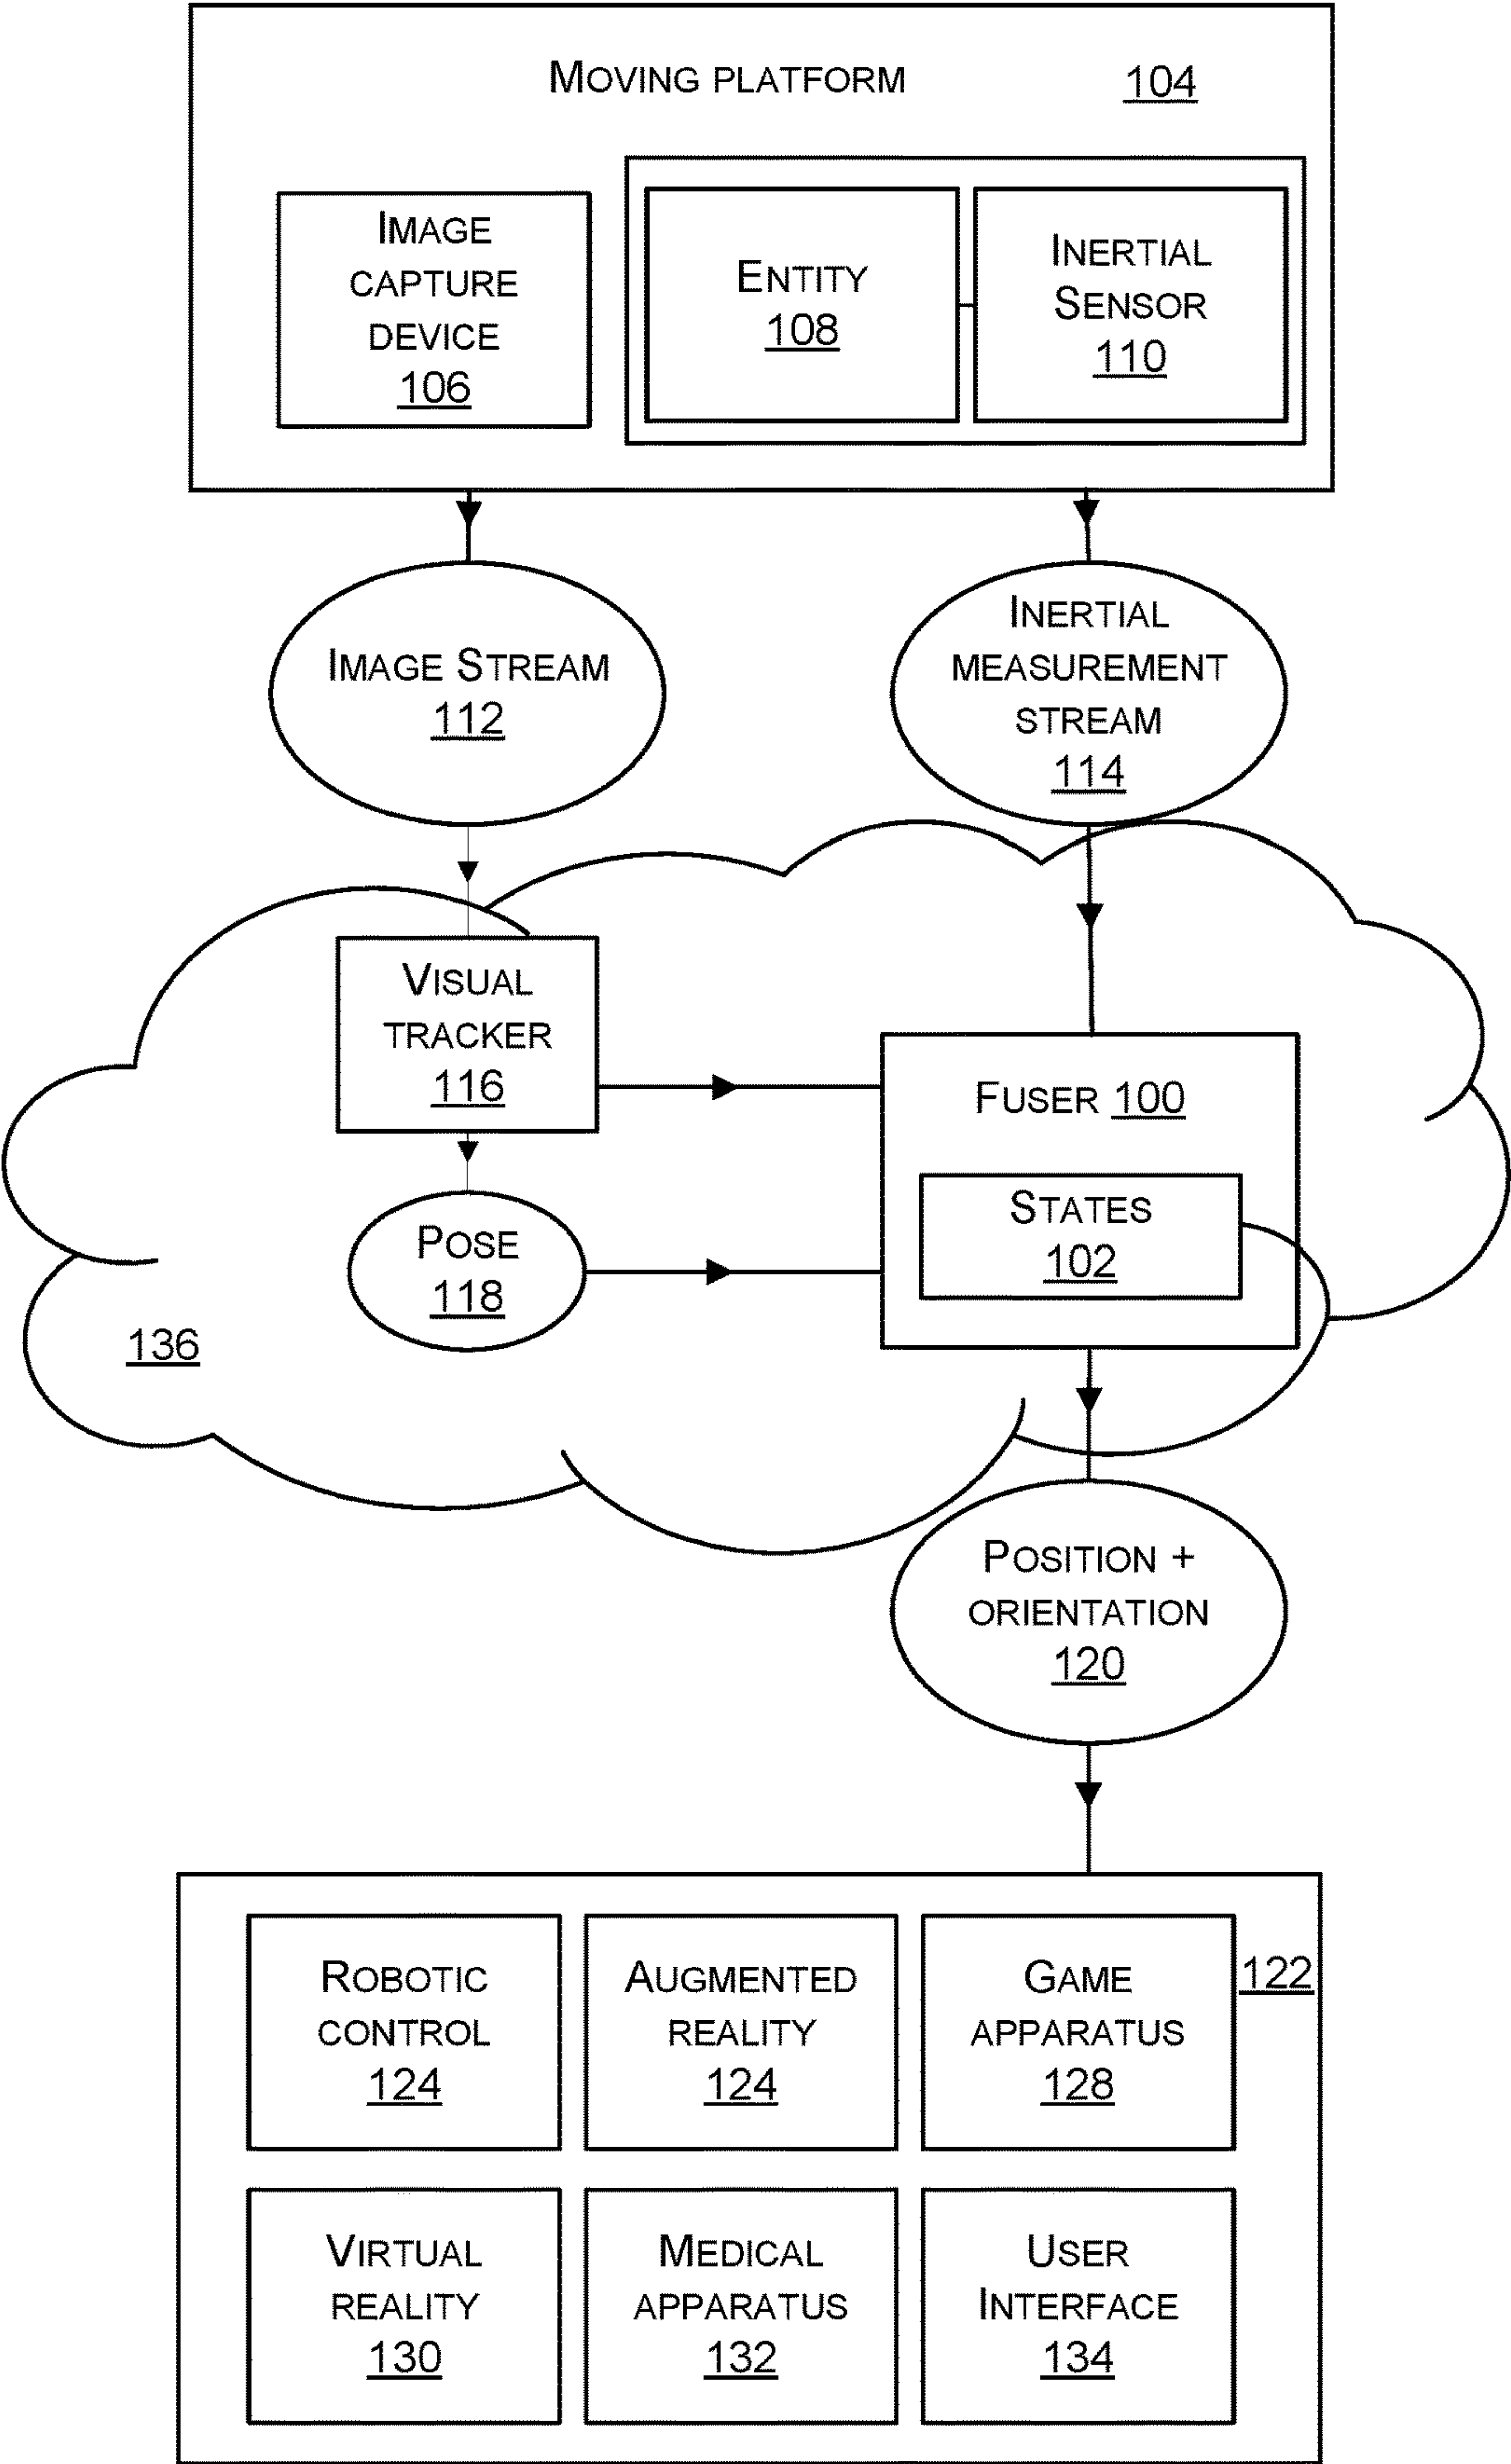 MOVING PLATFORM 104
IMAGE
CAPTURE
DEVICE
106
ENTITY
108
INERTIAL
SENSOR
110
IMAGE STREAM
112
INERTIAL
MEASUREMENT
STREAM
114
VISUAL
TRACKER
116
FUSER 100
STATES
102
POSE
118
136
POSITION +
ORIENTATION
120
122
ROBOTIC
CONTROL
124
AUGMENTED
REALITY
124
GAME
APPARATUS
128
VIRTUAL
REALITY
130
MEDICAL
APPARATUS
132
USER
INTERFACE
134